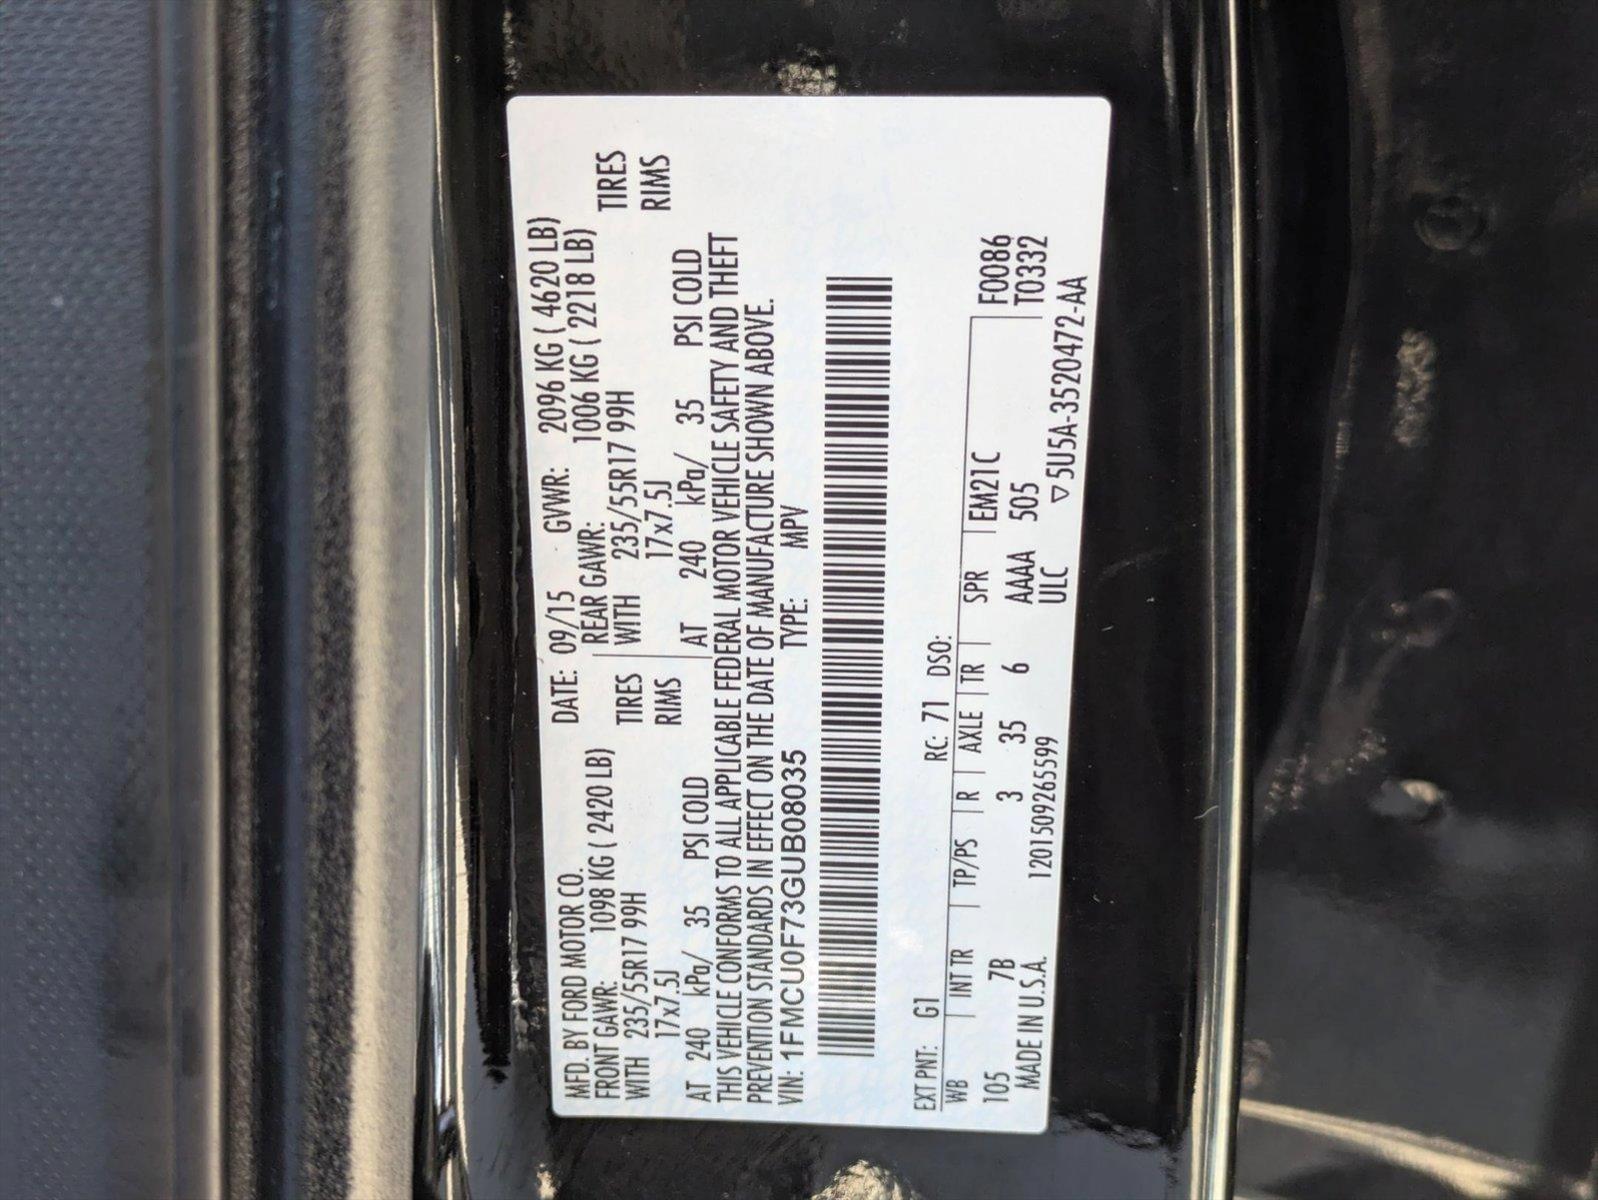 MFD. BY FORD MOTOR CO. DATE: 09/15 GVWR: 2096 KG ( 4620 LB)
FRONT GAWR: 1098 KG ( 2420 LB) REAR GAWR: 1006 KG ( 2218 LB)
WITH 235/55R17 99H TIRES WITH 235/55R17 99H TIRES
17x7.5J RIMS 17x7.5J RIMS
AT 240 kPa/ 35 PSI COLD AT 240 kPa/ 35 PSI COLD
THIS VEHICLE CONFORMS TO ALL APPLICABLE FEDERAL MOTOR VEHICLE SAFETY AND THEFT
PREVENTION STANDARDS IN EFFECT ON THE DATE OF MANUFACTURE SHOWN ABOVE.
VIN: 1FMCU0F73GUB08035 TYPE: MPV
EXT PNT: G1 RC: 71 DSO:
WB INT TR TP/PS R AXLE TR SPR EM21C F0086
105 7B 3 35 6 AAAA 505 T0332
MADE IN U.S.A. 1201509265599 ULC
▽5U5A-3520472-AA